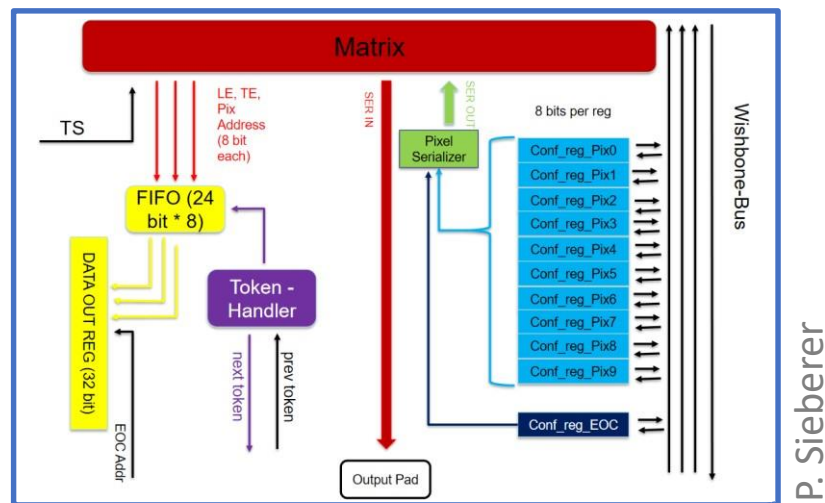 Matrix
TS
LE, TE,
Pix
Address
(8 bit
each)
SER IN
SER OUT
8 bits per reg
Pixel
Serializer
Conf_reg_Pix0
Conf_reg_Pix1
Conf_reg_Pix2
Conf_reg_Pix3
Conf_reg_Pix4
Conf_reg_Pix5
Conf_reg_Pix6
Conf_reg_Pix7
Conf_reg_Pix8
Conf_reg_Pix9
Conf_reg_EOC
Wishbone-Bus
FIFO (24
bit * 8)
DATA OUT REG (32 bit)
Token -
Handler
next token
prev token
EOC Addr
Output Pad
P. Sieberer